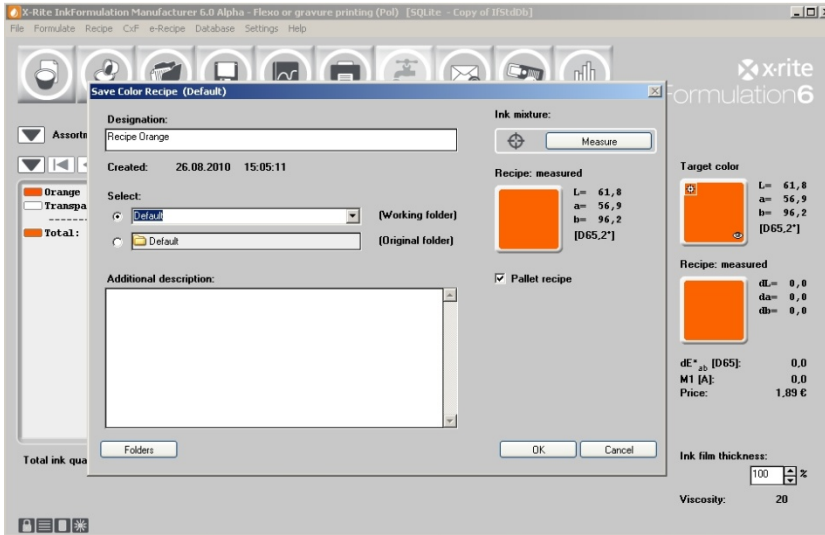 X-Rite InkFormulation Manufacturer 6.0 Alpha - Flexo or gravure printing (Pol) [SQLite - Copy of IfStdDb]
File Formulate Recipe CxF e-Recipe Database Settings Help
x·rite
Formulation6
Save Color Recipe (Default)
Designation:
Recipe Orange
Created: 26.08.2010 15:05:11
Select:
Default (Working folder)
Default (Original folder)
Additional description:
Folders
Ink mixture:
Measure
Recipe: measured
L= 61,8
a= 56,9
b= 96,2
[D65,2°]
Pallet recipe
OK Cancel
Assortm
Orange
Transpa
Total:
Total ink qua
Target color
L= 61,8
a= 56,9
b= 96,2
[D65,2°]
Recipe: measured
dL= 0,0
da= 0,0
db= 0,0
dE*ab [D65]: 0,0
M1 [A]: 0,0
Price: 1,89 €
Ink film thickness:
100 %
Viscosity: 20